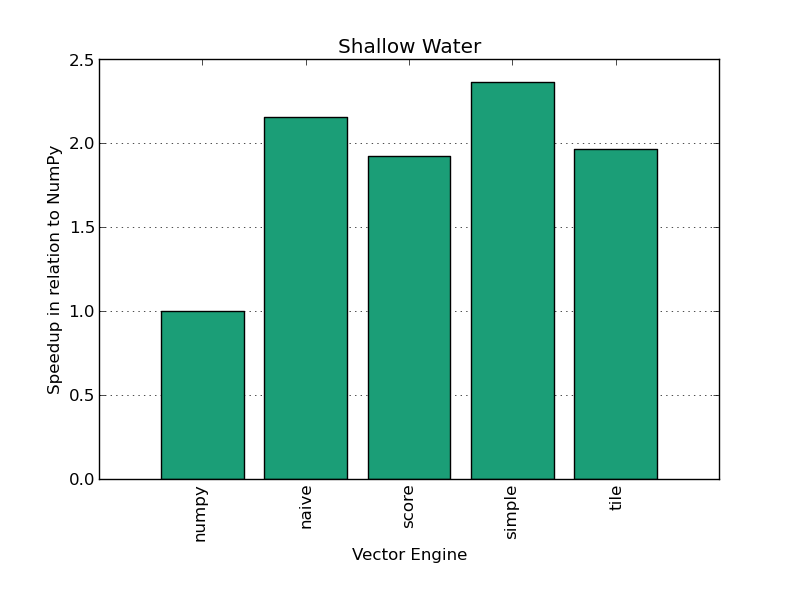 Shallow Water
Speedup in relation to NumPy
2.5
2.0
1.5
1.0
0.5
0.0
numpy
naive
score
simple
tile
Vector Engine